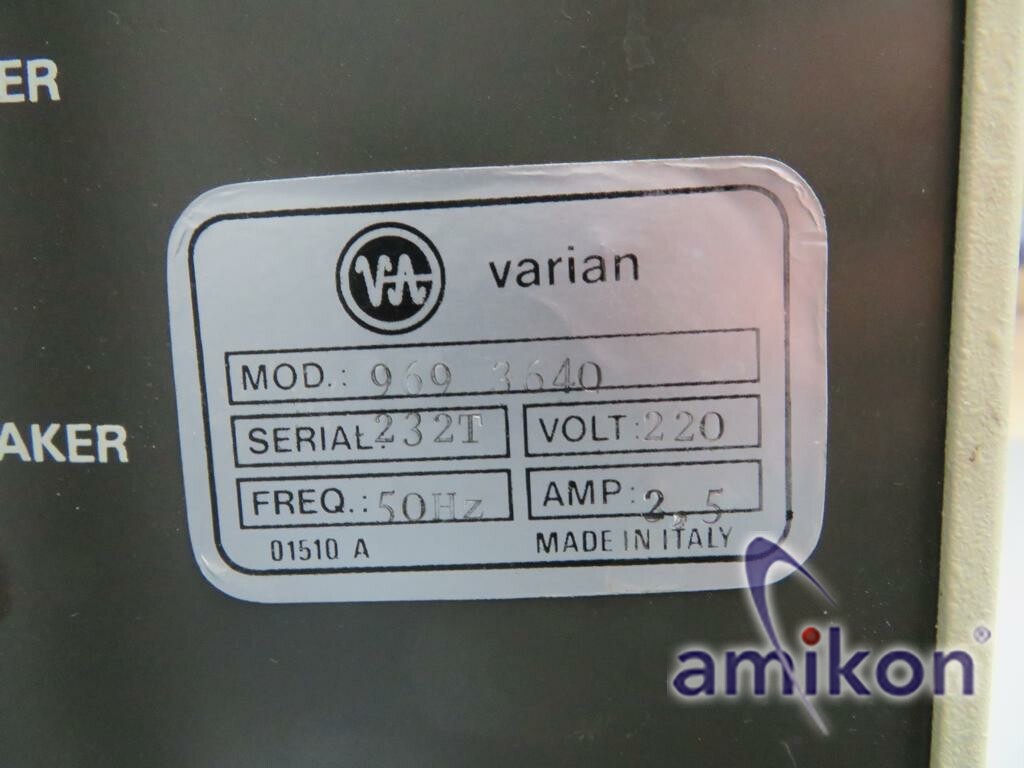 ER
VA varian
MOD.: 969 3640
SERIAL: 232T VOLT: 220
AKER
FREQ.: 50Hz AMP: 2,5
01510 A MADE IN ITALY
amikon®